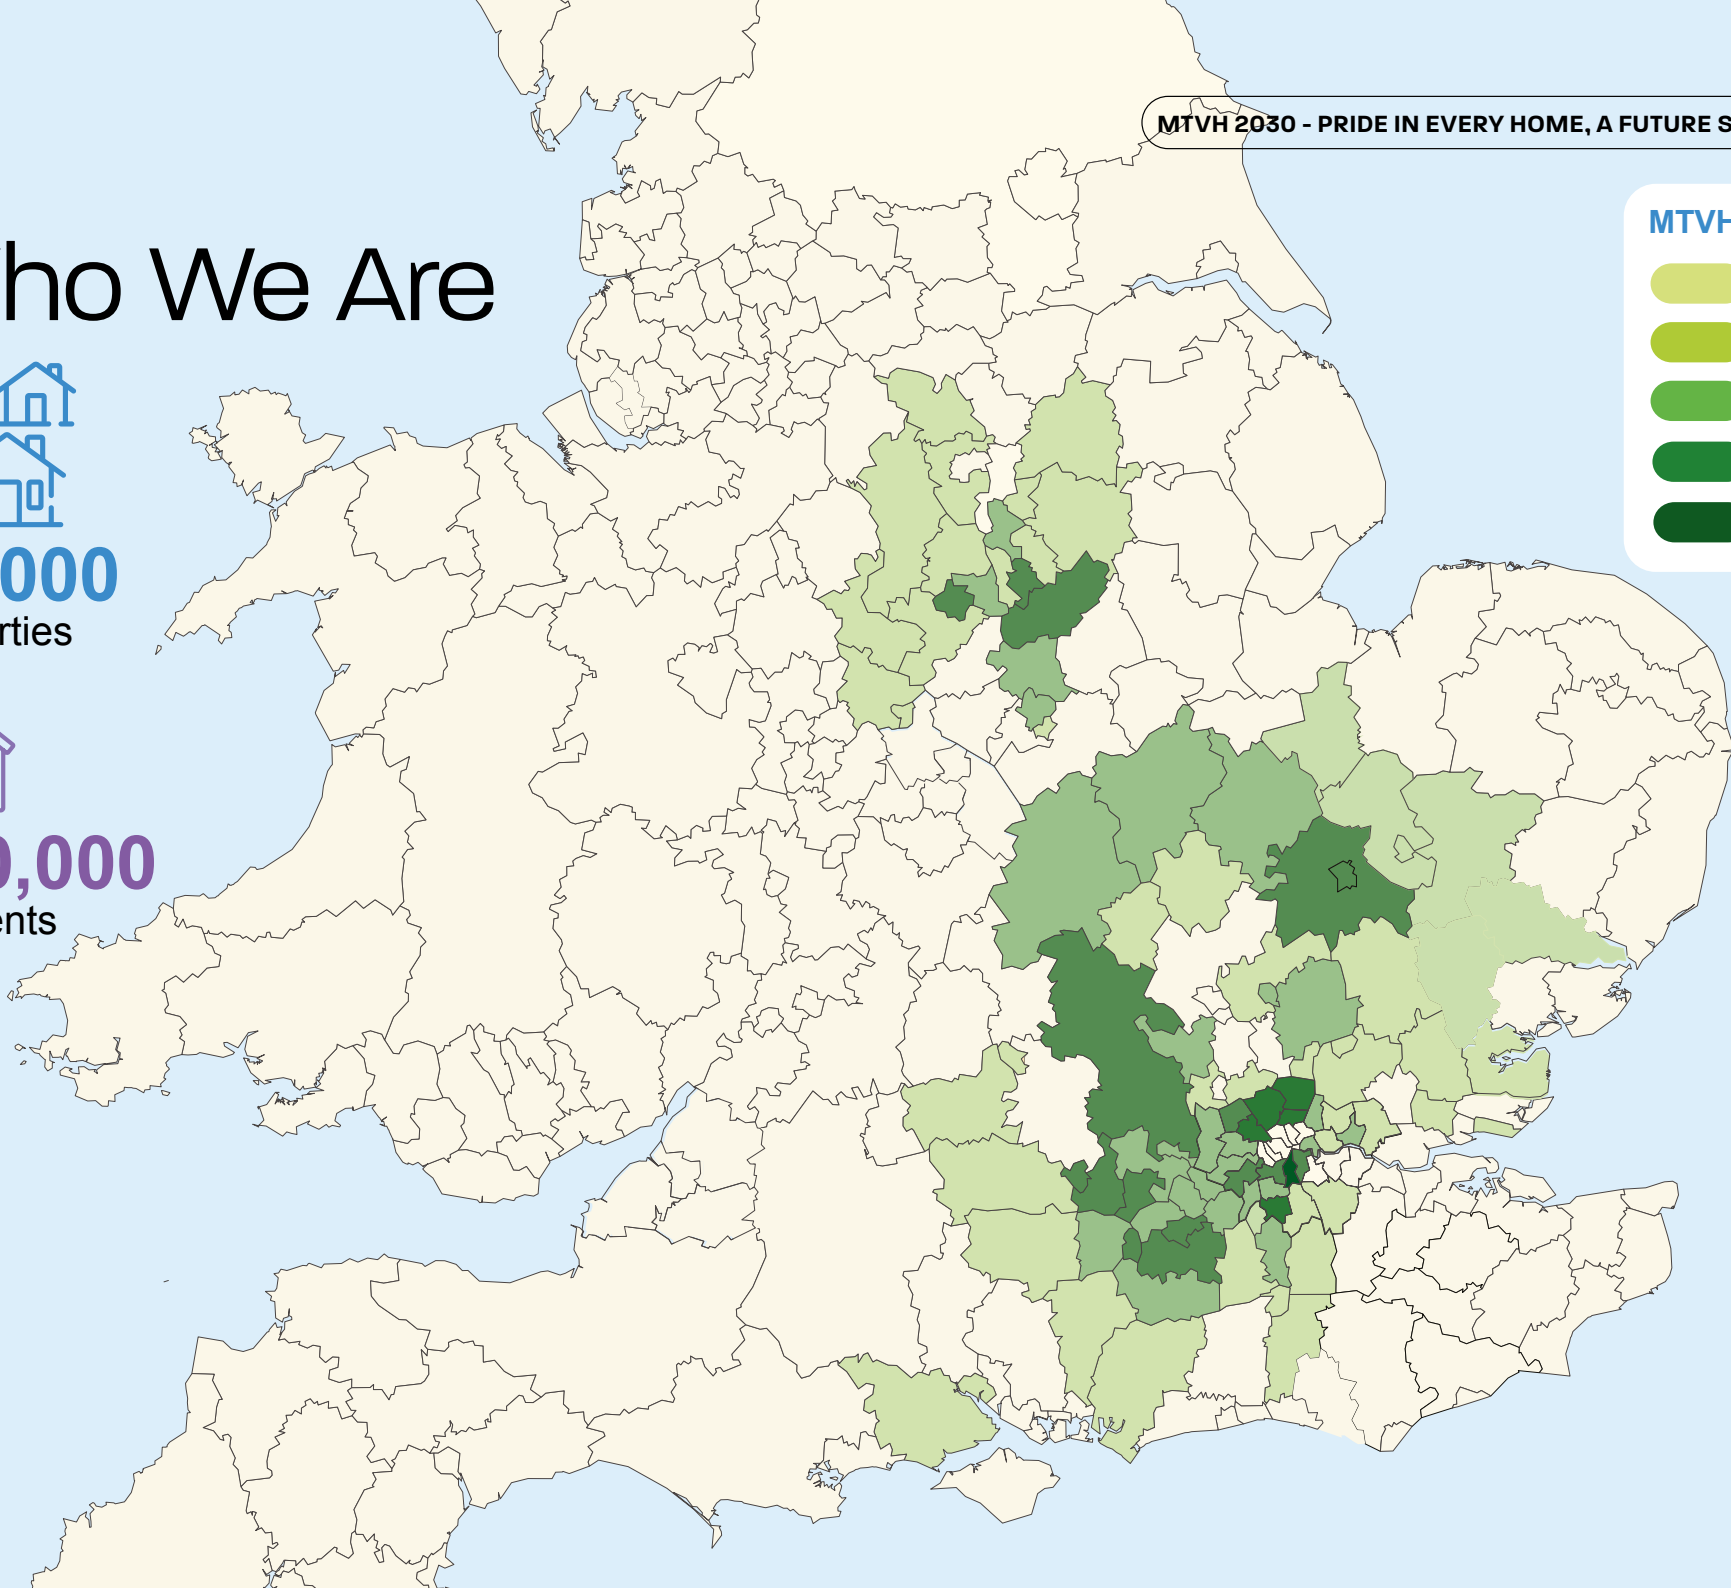 MTVH 2030 - PRIDE IN EVERY HOME, A FUTURE S
MTVH
ho We Are
,000
rties
0,000
ents